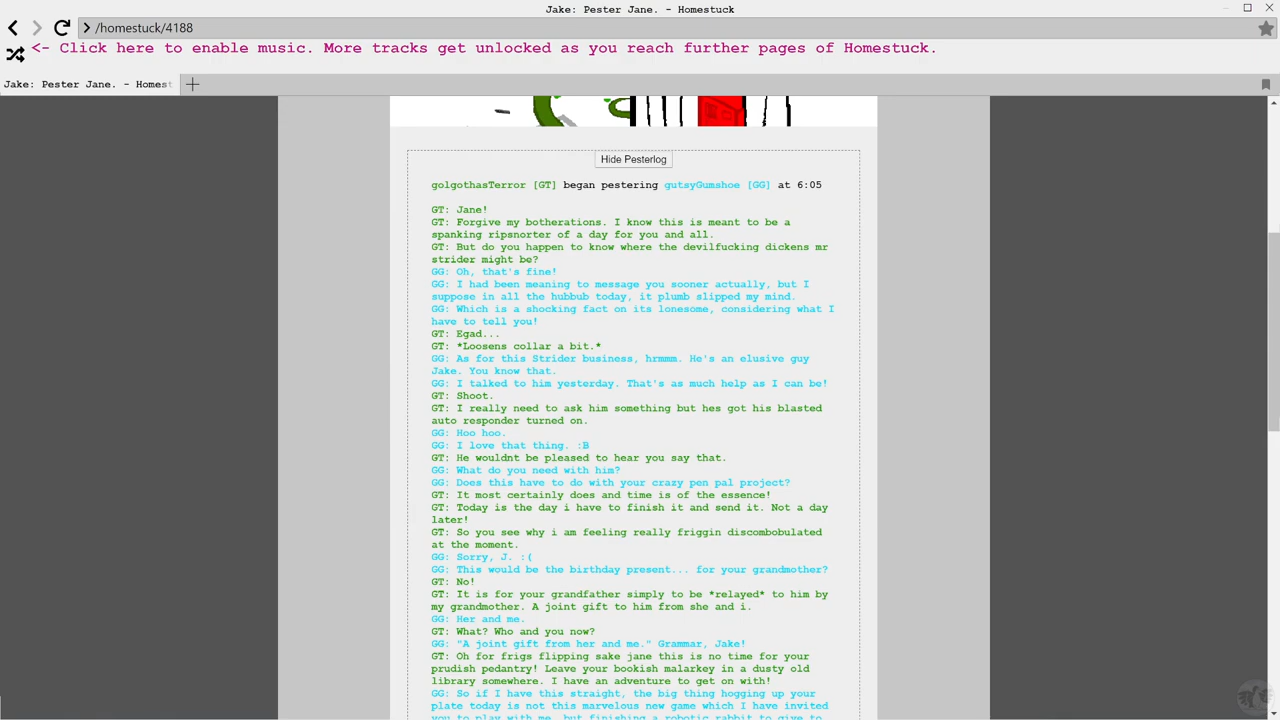 Jake: Pester Jane. - Homestuck
/homestuck/4188
<- Click here to enable music. More tracks get unlocked as you reach further pages of Homestuck.
Jake: Pester Jane. - Homest
Hide Pesterlog
golgothasTerror [GT] began pestering gutsyGumshoe [GG] at 6:05
GT: Jane!
GT: Forgive my botherations. I know this is meant to be a
spanking ripsnorter of a day for you and all.
GT: But do you happen to know where the devilfucking dickens mr
strider might be?
GG: Oh, that's fine!
GG: I had been meaning to message you sooner actually, but I
suppose in all the hubbub today, it plumb slipped my mind.
GG: Which is a shocking fact on its lonesome, considering what I
have to tell you!
GT: Egad...
GT: *Loosens collar a bit.*
GG: As for this Strider business, hrmmm. He's an elusive guy
Jake. You know that.
GG: I talked to him yesterday. That's as much help as I can be!
GT: Shoot.
GT: I really need to ask him something but hes got his blasted
auto responder turned on.
GG: Hoo hoo.
GG: I love that thing. :B
GT: He wouldnt be pleased to hear you say that.
GG: What do you need with him?
GG: Does this have to do with your crazy pen pal project?
GT: It most certainly does and time is of the essence!
GT: Today is the day i have to finish it and send it. Not a day
later!
GT: So you see why i am feeling really friggin discombobulated
at the moment.
GG: Sorry, J. :(
GG: This would be the birthday present... for your grandmother?
GT: No!
GT: It is for your grandfather simply to be *relayed* to him by
my grandmother. A joint gift to him from she and i.
GG: Her and me.
GT: What? Who and you now?
GG: "A joint gift from her and me." Grammar, Jake!
GT: Oh for frigs flipping sake jane this is no time for your
prudish pedantry! Leave your bookish malarkey in a dusty old
library somewhere. I have an adventure to get on with!
GG: So if I have this straight, the big thing hogging up your
plate today is not this marvelous new game which I have invited
you to play with me, but finishing a robotic rabbit to give to